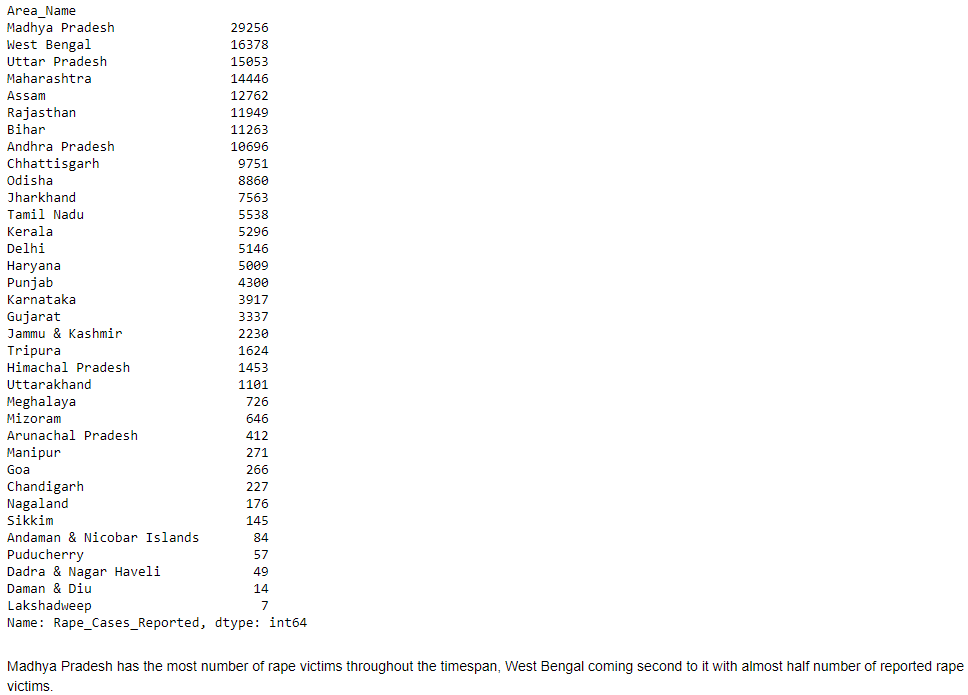 Area_Name
Madhya Pradesh 29256
West Bengal 16378
Uttar Pradesh 15053
Maharashtra 14446
Assam 12762
Rajasthan 11949
Bihar 11263
Andhra Pradesh 10696
Chhattisgarh 9751
Odisha 8860
Jharkhand 7563
Tamil Nadu 5538
Kerala 5296
Delhi 5146
Haryana 5009
Punjab 4300
Karnataka 3917
Gujarat 3337
Jammu & Kashmir 2230
Tripura 1624
Himachal Pradesh 1453
Uttarakhand 1101
Meghalaya 726
Mizoram 646
Arunachal Pradesh 412
Manipur 271
Goa 266
Chandigarh 227
Nagaland 176
Sikkim 145
Andaman & Nicobar Islands 84
Puducherry 57
Dadra & Nagar Haveli 49
Daman & Diu 14
Lakshadweep 7
Name: Rape_Cases_Reported, dtype: int64
Madhya Pradesh has the most number of rape victims throughout the timespan, West Bengal coming second to it with almost half number of reported rape
victims.